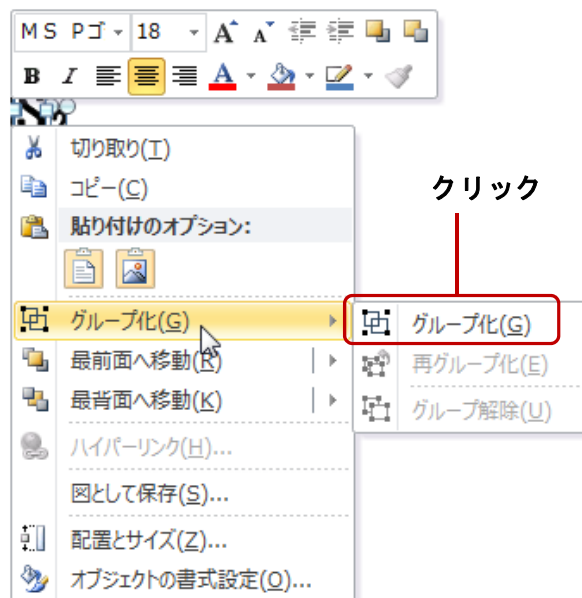 MS Pゴ 18 A A
B I A
切り取り(T)
コピー(C)
クリック
貼り付けのオプション:
グループ化(G)
グループ化(G)
最前面へ移動(R)
再グループ化(E)
最背面へ移動(K)
グループ解除(U)
ハイパーリンク(H)...
図として保存(S)...
配置とサイズ(Z)...
オブジェクトの書式設定(O)...